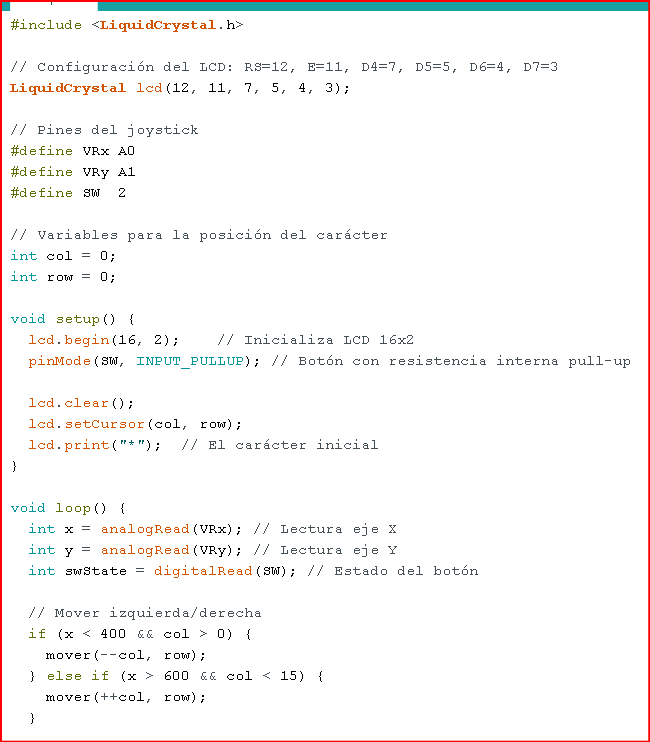 #include <LiquidCrystal.h>
// Configuración del LCD: RS=12, E=11, D4=7, D5=5, D6=4, D7=3
LiquidCrystal lcd(12, 11, 7, 5, 4, 3);
// Pines del joystick
#define VRx A0
#define VRy A1
#define SW  2
// Variables para la posición del carácter
int col = 0;
int row = 0;
void setup() {
  lcd.begin(16, 2);    // Inicializa LCD 16x2
  pinMode(SW, INPUT_PULLUP); // Botón con resistencia interna pull-up
  lcd.clear();
  lcd.setCursor(col, row);
  lcd.print("*");  // El carácter inicial
}
void loop() {
  int x = analogRead(VRx); // Lectura eje X
  int y = analogRead(VRy); // Lectura eje Y
  int swState = digitalRead(SW); // Estado del botón
  // Mover izquierda/derecha
  if (x < 400 && col > 0) {
    mover(--col, row);
  } else if (x > 600 && col < 15) {
    mover(++col, row);
  }